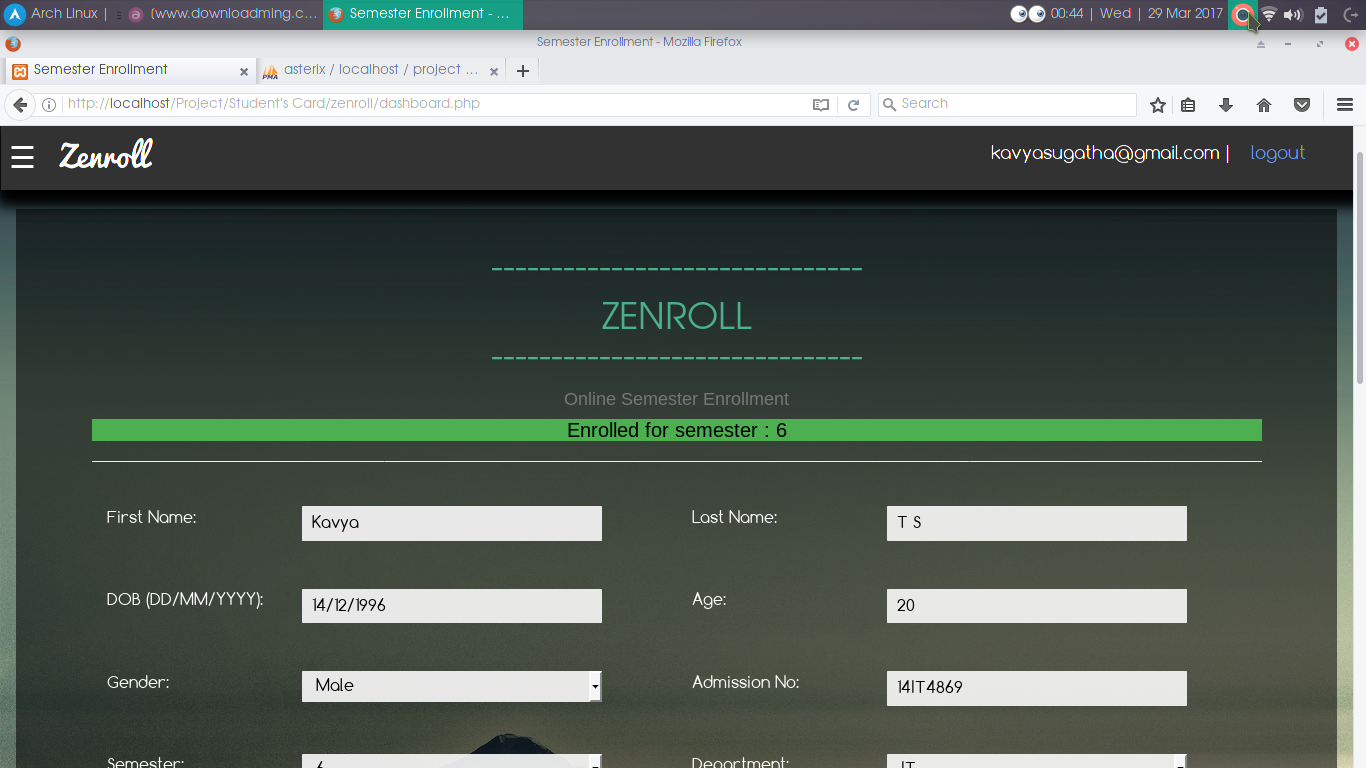 Arch Linux | [www.downloadming.c... Semester Enrollment - ... 00:44 | Wed | 29 Mar 2017
Semester Enrollment - Mozilla Firefox
Semester Enrollment asterix / localhost / project ...
http://localhost/Project/Student's Card/zenroll/dashboard.php Search
Zenroll kavyasugatha@gmail.com | logout
-------------------------------
ZENROLL
-------------------------------
Online Semester Enrollment
Enrolled for semester : 6
First Name: Kavya Last Name: T S
DOB (DD/MM/YYYY): 14/12/1996 Age: 20
Gender: Male Admission No: 14IT4869
Semester: 6 Department: IT